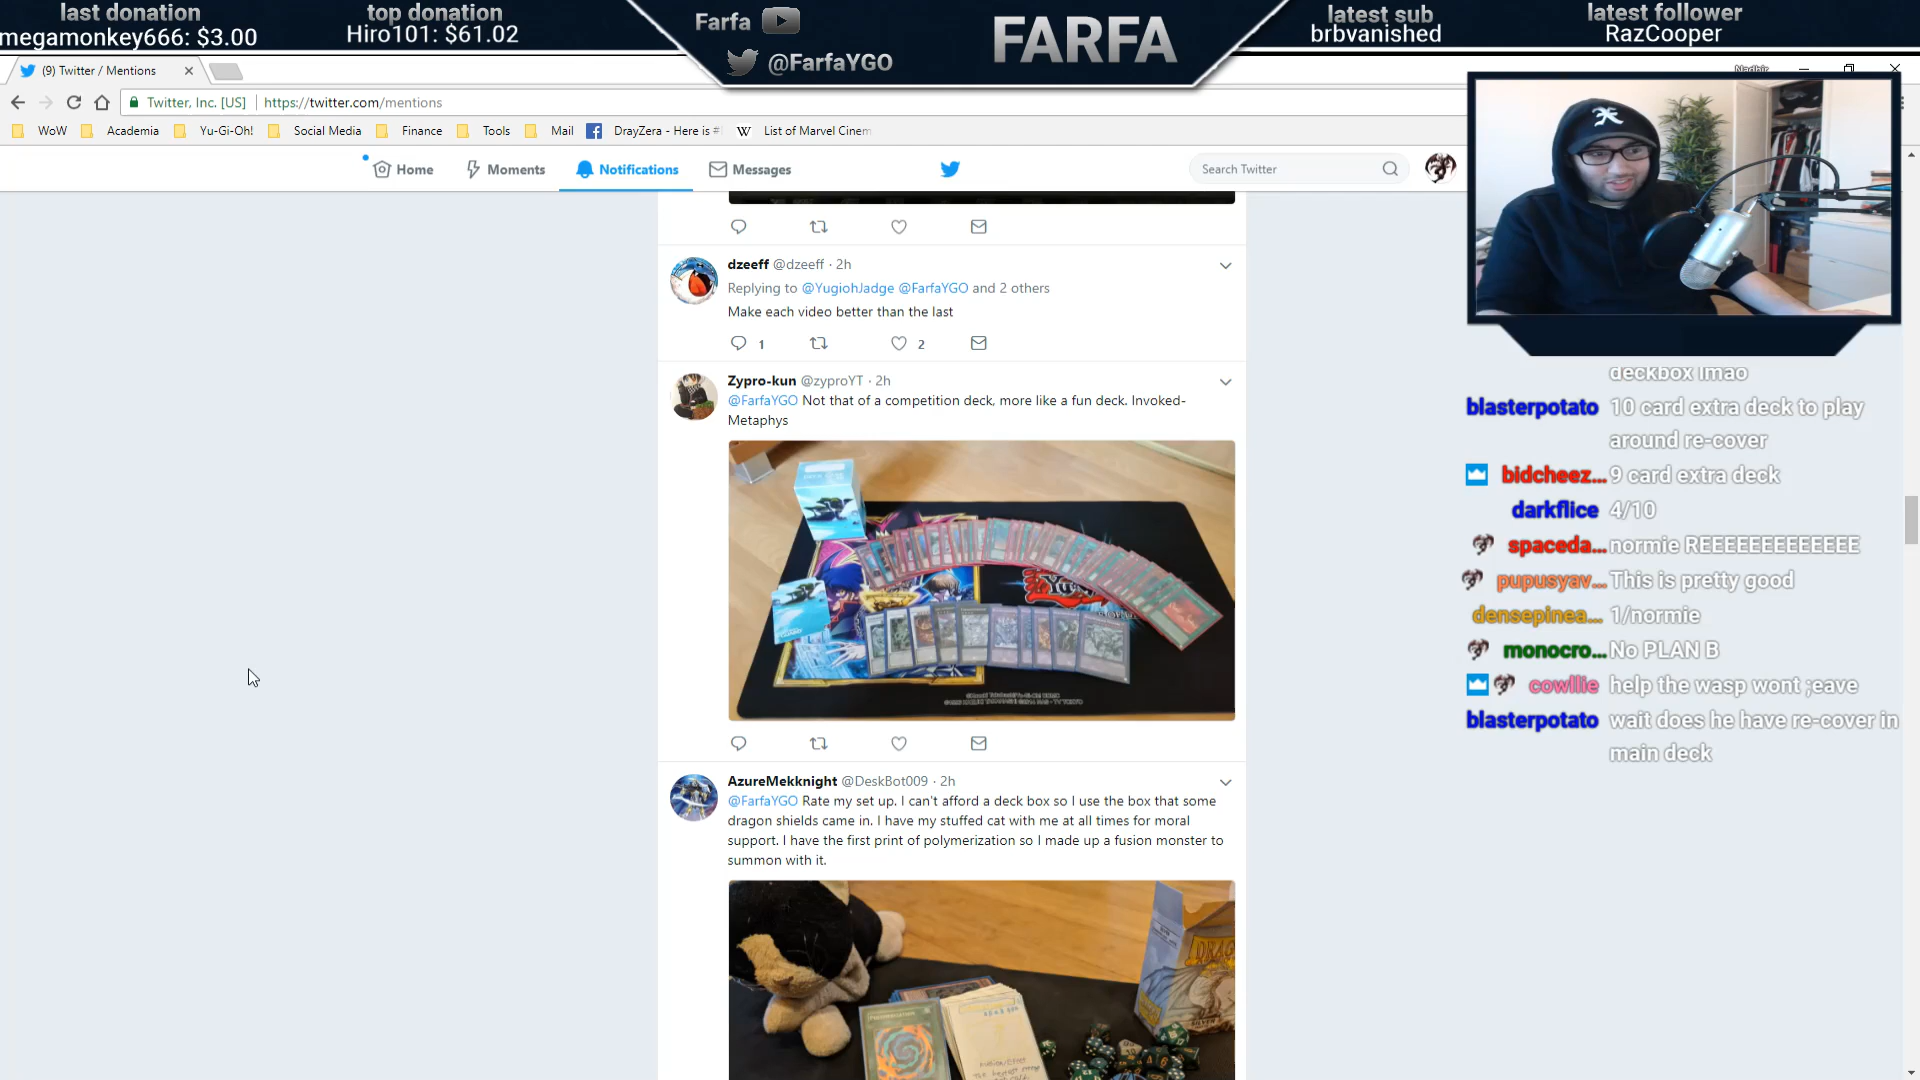 last donation
megamonkey666: $3.00
top donation
Hiro101: $61.02
Farfa
@FarfaYGO
FARFA
latest sub
brbvanished
latest follower
RazCooper
(9) Twitter / Mentions
Twitter, Inc. [US] https://twitter.com/mentions
WoW Academia Yu-Gi-Oh! Social Media Finance Tools Mail DrayZera - Here is # List of Marvel Cinem
Home Moments Notifications Messages Search Twitter
dzeeff @dzeeff · 2h
Replying to @YugiohJadge @FarfaYGO and 2 others
Make each video better than the last
1 2
Zypro-kun @zyproYT · 2h
@FarfaYGO Not that of a competition deck, more like a fun deck. Invoked-
Metaphys
AzureMekknight @DeskBot009 · 2h
@FarfaYGO Rate my set up. I can't afford a deck box so I use the box that some
dragon shields came in. I have my stuffed cat with me at all times for moral
support. I have the first print of polymerization so I made up a fusion monster to
summon with it.
deckbox lmao
blasterpotato 10 card extra deck to play
around re-cover
bidcheez... 9 card extra deck
darkflice 4/10
spaceda... normie REEEEEEEEEEEEE
pupusyav... This is pretty good
densepinea... 1/normie
monocro... No PLAN B
cowllie help the wasp wont ;eave
blasterpotato wait does he have re-cover in
main deck